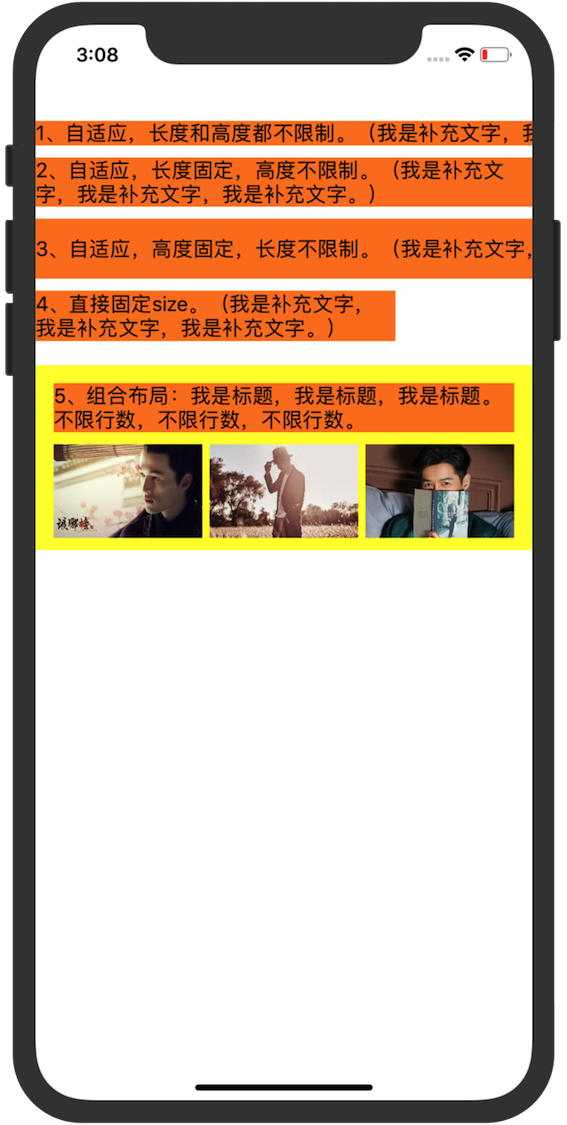 3:08
1、自适应，长度和高度都不限制。（我是补充文字，
2、自适应，长度固定，高度不限制。（我是补充文
字，我是补充文字，我是补充文字。）
3、自适应，高度固定，长度不限制。（我是补充文字，
4、直接固定size。（我是补充文字，
我是补充文字，我是补充文字。）
5、组合布局：我是标题，我是标题，我是标题。
不限行数，不限行数，不限行数。
琅琊榜。